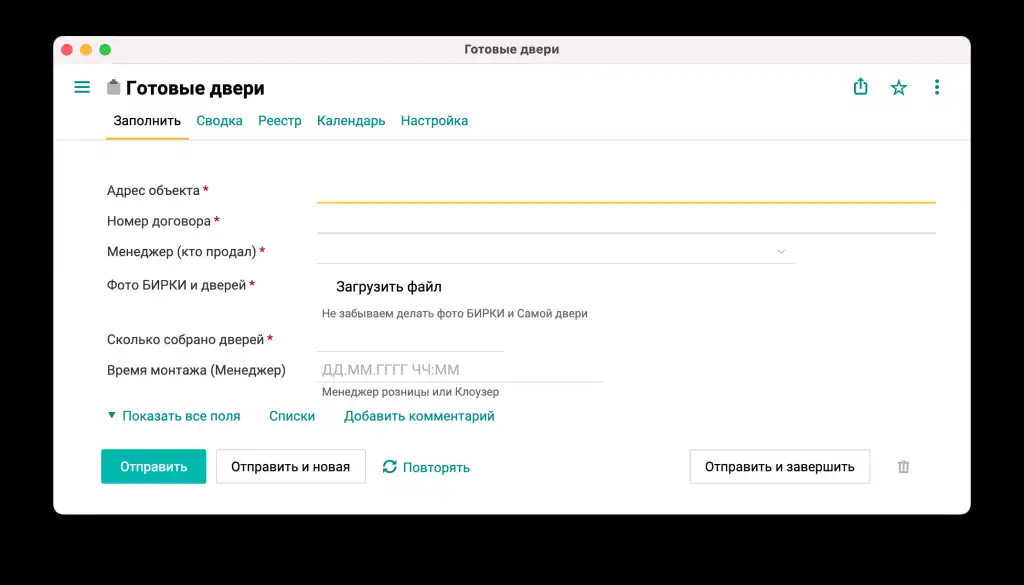 Готовые двери
Готовые двери
Заполнить Сводка Реестр Календарь Настройка
Адрес объекта *
Номер договора *
Менеджер (кто продал) *
Фото БИРКИ и дверей * Загрузить файл
Не забываем делать фото БИРКИ и Самой двери
Сколько собрано дверей *
Время монтажа (Менеджер) ДД.ММ.ГГГГ ЧЧ:ММ
Менеджер розницы или Клоузер
Показать все поля Списки Добавить комментарий
Отправить Отправить и новая Повторять Отправить и завершить